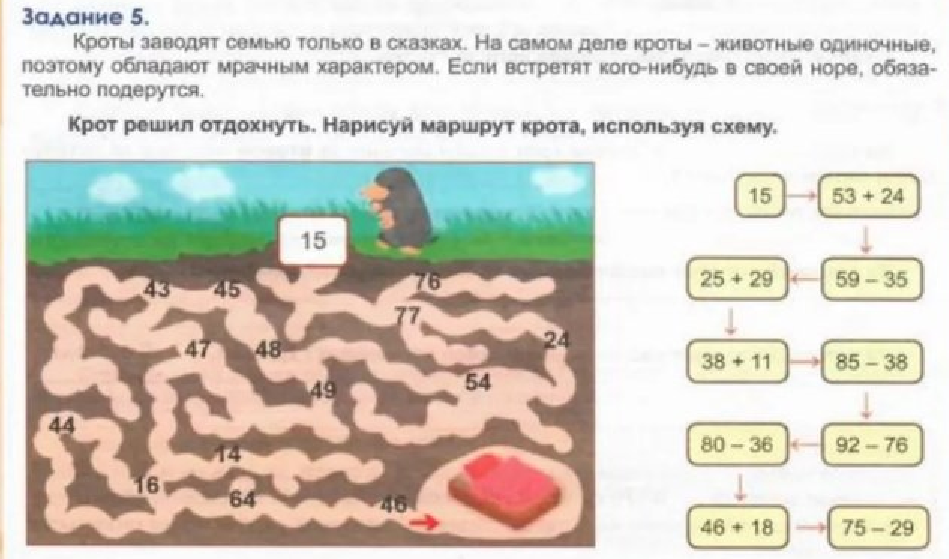 Задание 5.
Кроты заводят семью только в сказках. На самом деле кроты – животные одиночные,
поэтому обладают мрачным характером. Если встретят кого-нибудь в своей норе, обяза-
тельно подерутся.
Крот решил отдохнуть. Нарисуй маршрут крота, используя схему.
15
43 45 76
77
47 48 24
49 54
44
14
16 64 46
15 53 + 24
25 + 29 59 – 35
38 + 11 85 – 38
80 – 36 92 – 76
46 + 18 75 – 29